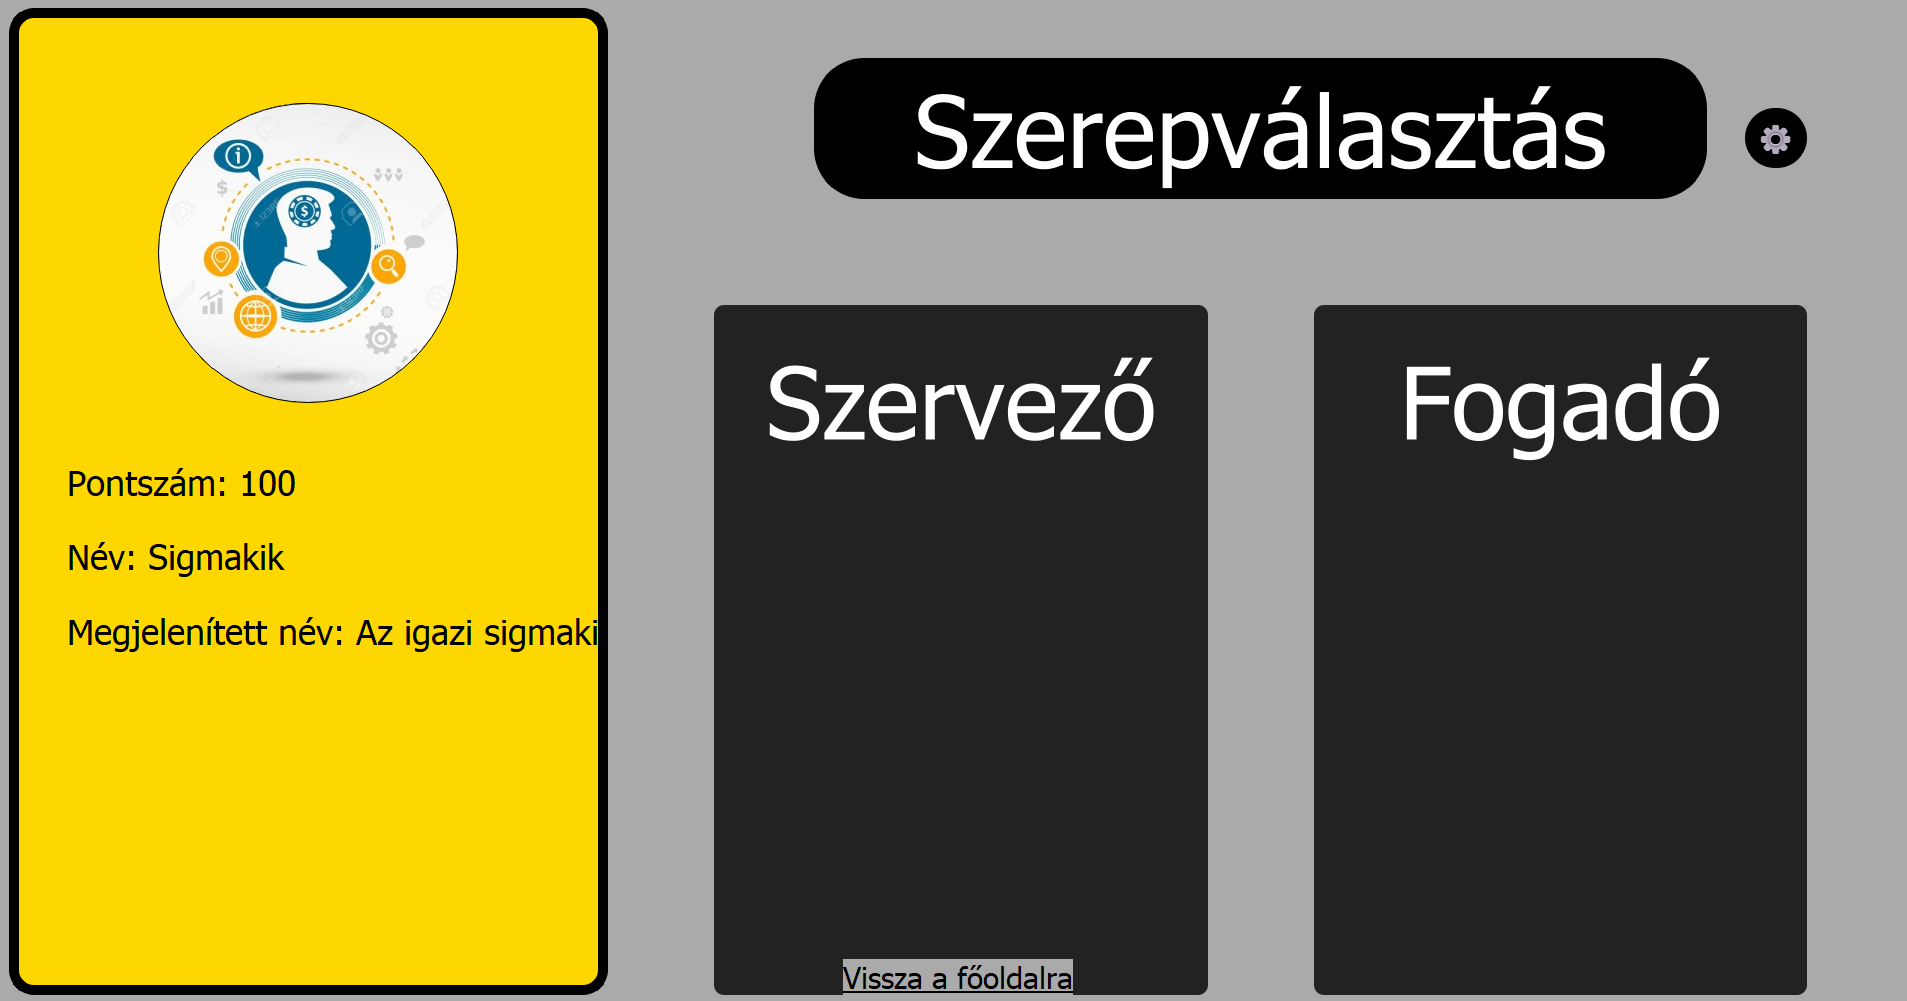 Szerepválasztás
Pontszám: 100
Név: Sigmakik
Megjelenített név: Az igazi sigmaki
Szervező
Fogadó
Vissza a főoldalra